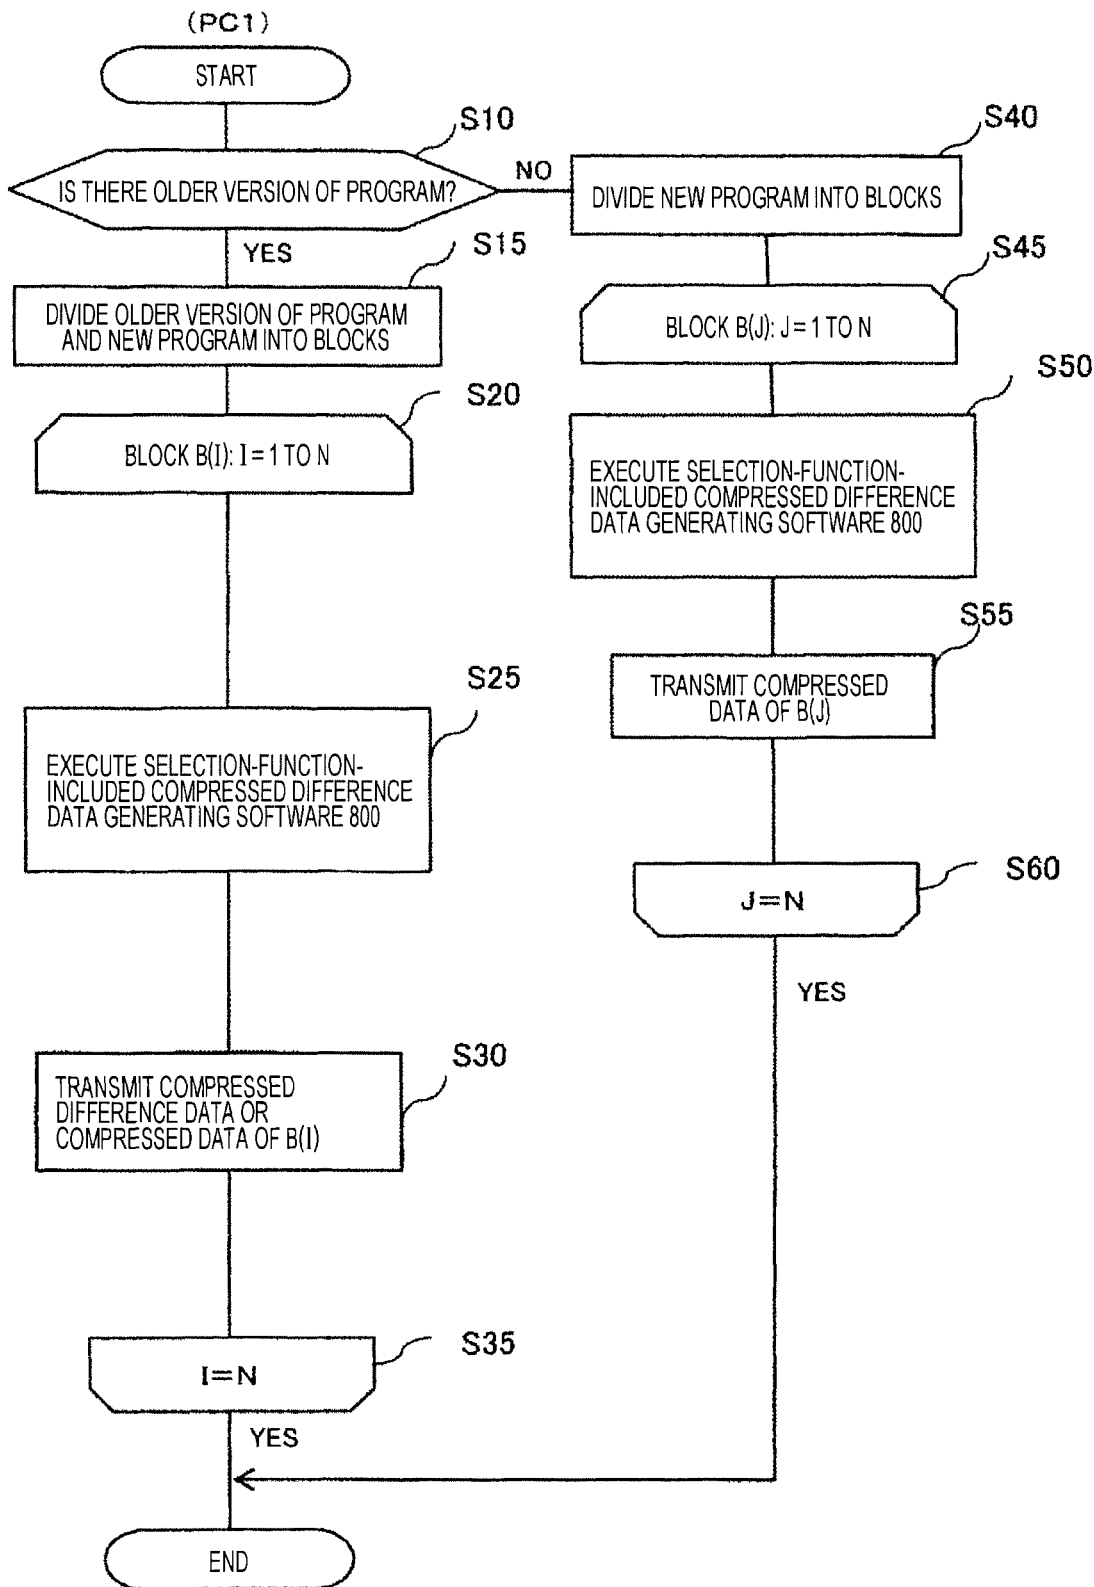 (PC1)
START
S10
IS THERE OLDER VERSION OF PROGRAM?
NO
YES
S15
DIVIDE OLDER VERSION OF PROGRAM
AND NEW PROGRAM INTO BLOCKS
S20
BLOCK B(I): I = 1 TO N
S25
EXECUTE SELECTION-FUNCTION-
INCLUDED COMPRESSED DIFFERENCE
DATA GENERATING SOFTWARE 800
S30
TRANSMIT COMPRESSED
DIFFERENCE DATA OR
COMPRESSED DATA OF B(I)
S35
I=N
YES
S40
DIVIDE NEW PROGRAM INTO BLOCKS
S45
BLOCK B(J): J = 1 TO N
S50
EXECUTE SELECTION-FUNCTION-
INCLUDED COMPRESSED DIFFERENCE
DATA GENERATING SOFTWARE 800
S55
TRANSMIT COMPRESSED
DATA OF B(J)
S60
J=N
YES
END